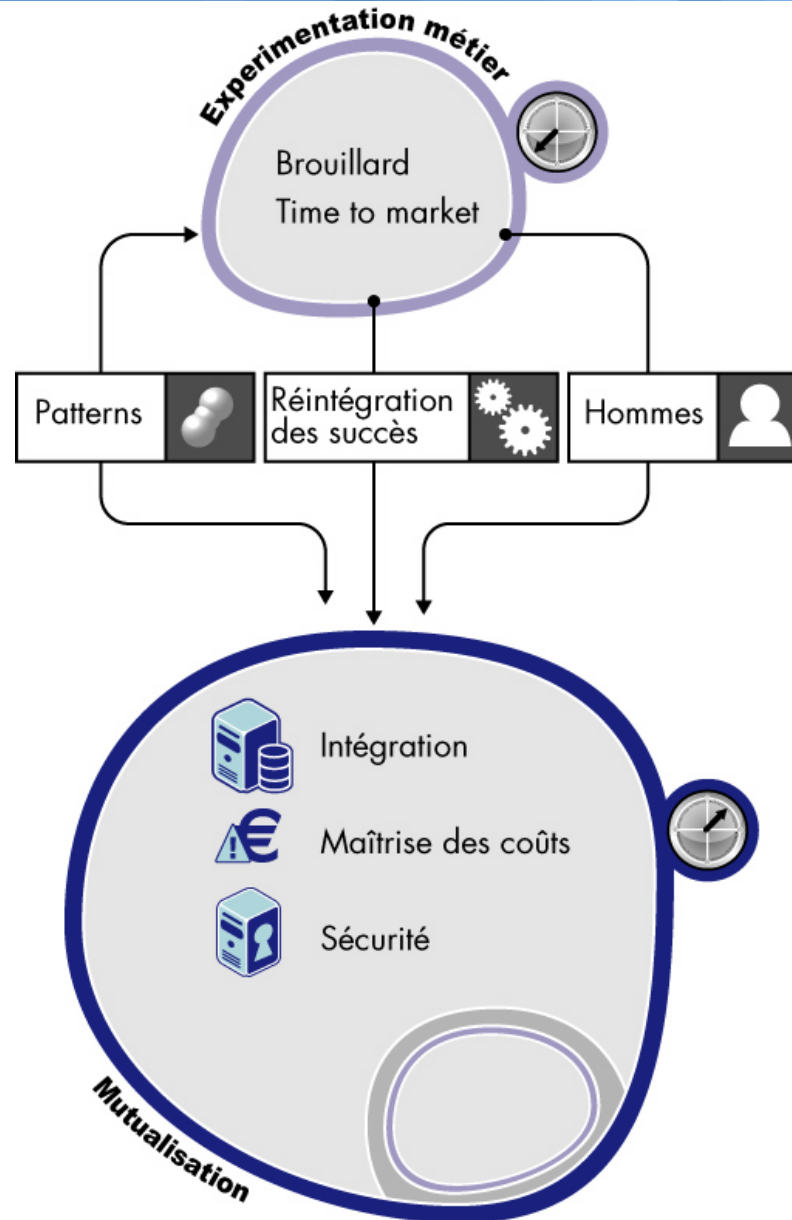 Experimentation métier
Brouillard
Time to market
Patterns
Réintégration
des succès
Hommes
Intégration
Maîtrise des coûts
Sécurité
Mutualisation